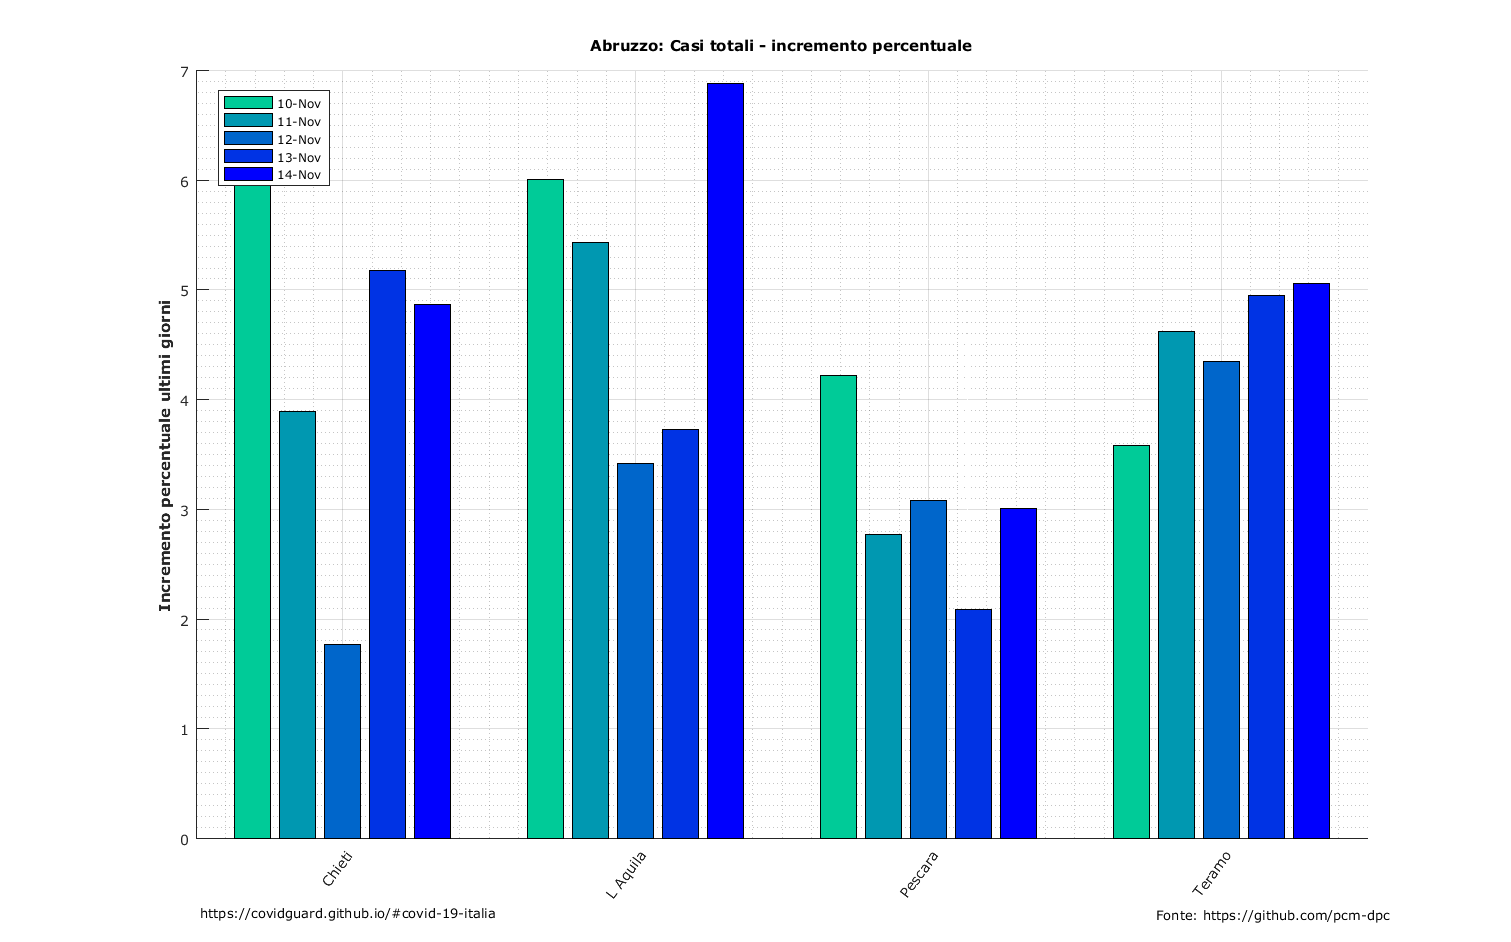 Abruzzo: Casi totali - incremento percentuale
7
6
5
4
3
2
1
0
Incremento percentuale ultimi giorni
10-Nov
11-Nov
12-Nov
13-Nov
14-Nov
Chieti
L Aquila
Pescara
Teramo
https://covidguard.github.io/#covid-19-italia
Fonte: https://github.com/pcm-dpc